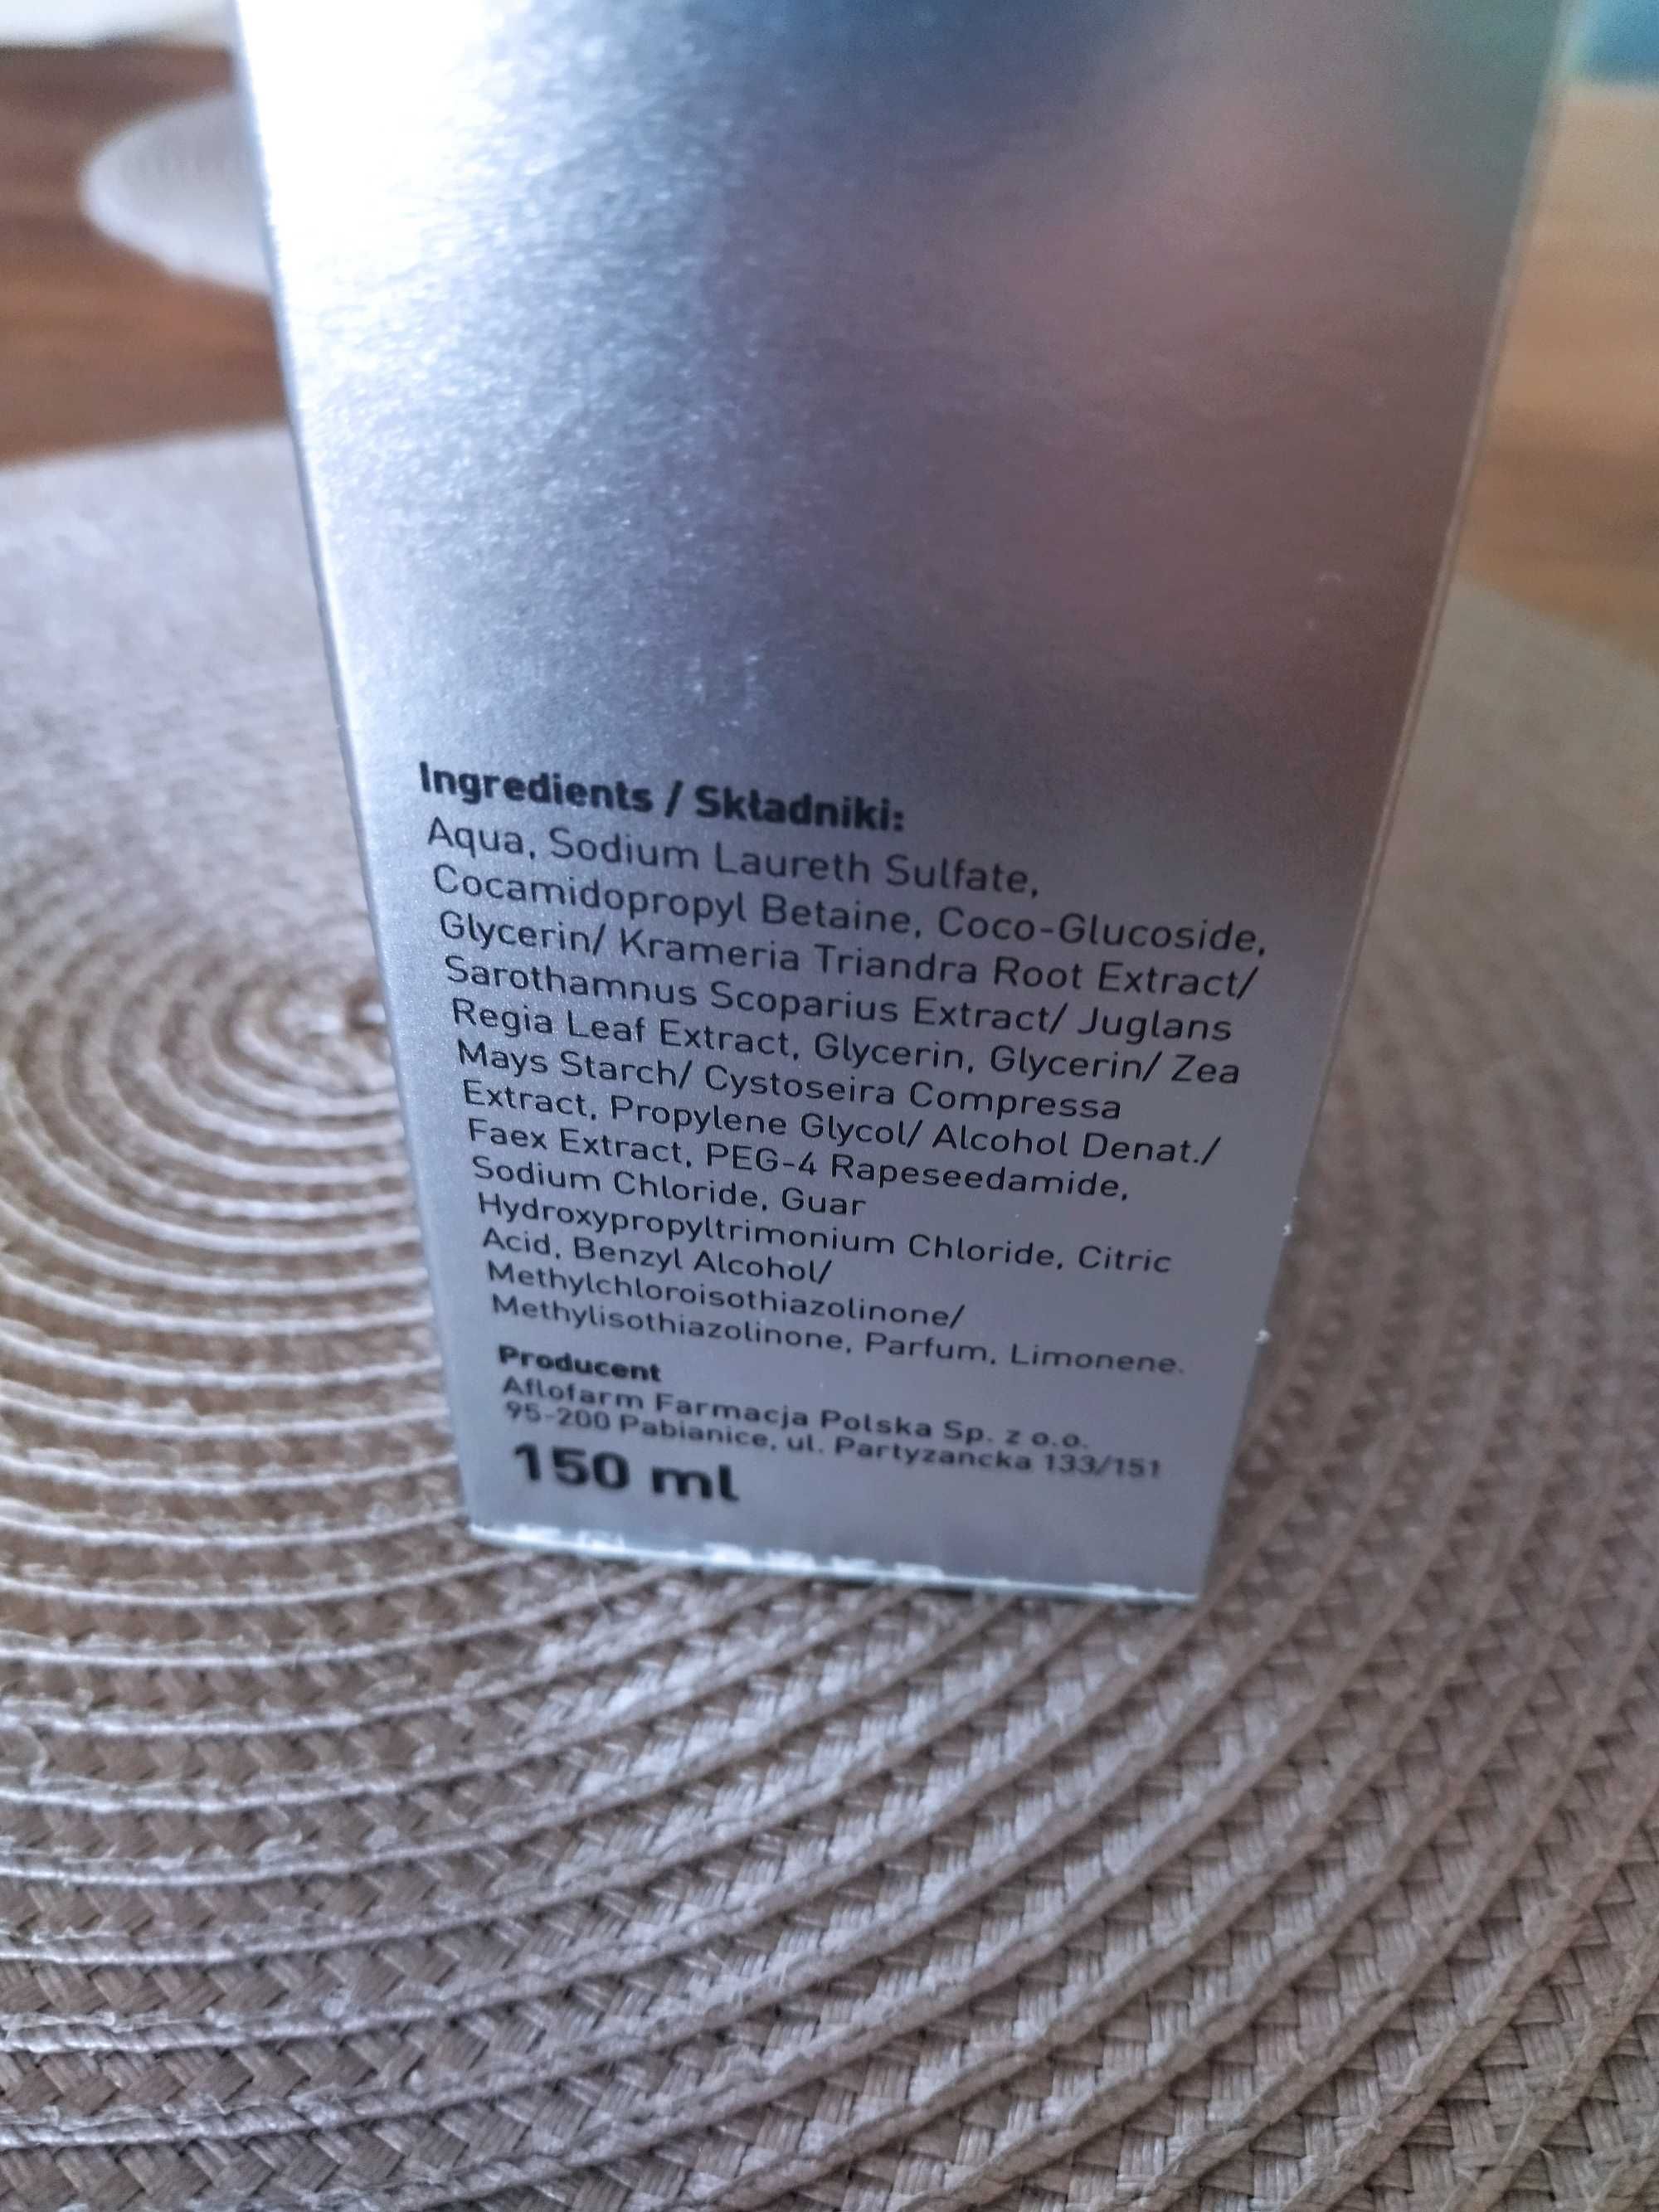 Ingredients / Składniki:
Aqua, Sodium Laureth Sulfate,
Cocamidopropyl Betaine, Coco-Glucoside,
Glycerin/ Krameria Triandra Root Extract/
Sarothamnus Scoparius Extract/ Juglans
Regia Leaf Extract, Glycerin, Glycerin/ Zea
Mays Starch/ Cystoseira Compressa
Extract, Propylene Glycol/ Alcohol Denat./
Faex Extract, PEG-4 Rapeseedamide,
Sodium Chloride, Guar
Hydroxypropyltrimonium Chloride, Citric
Acid, Benzyl Alcohol/
Methylchloroisothiazolinone/
Methylisothiazolinone, Parfum, Limonene.
Producent
Aflofarm Farmacja Polska Sp. z o.o.
95-200 Pabianice, ul. Partyzancka 133/151
150 ml